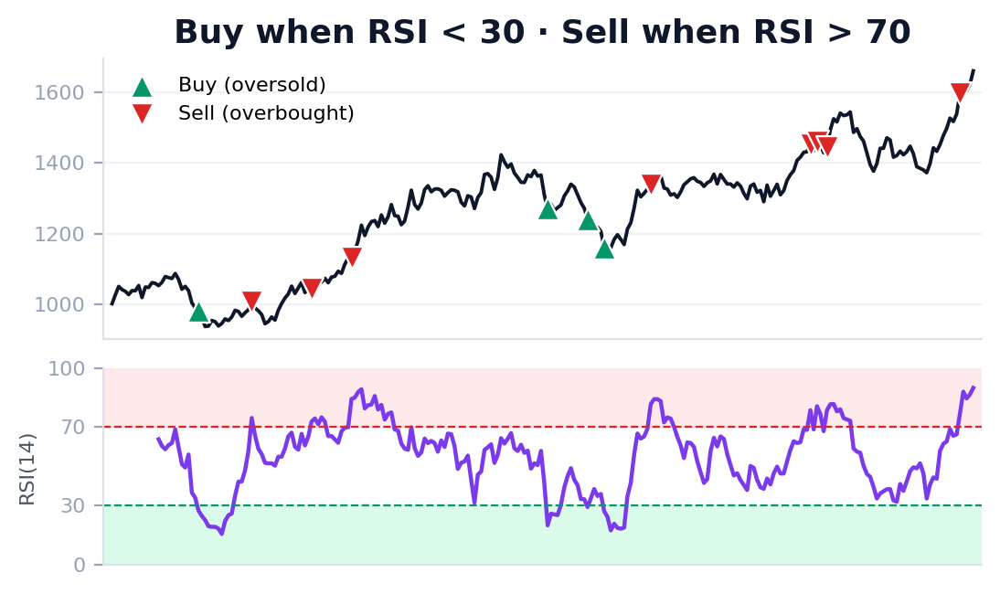 Buy when RSI < 30 · Sell when RSI > 70
Buy (oversold)
Sell (overbought)
1600
1400
1200
1000
100
70
30
0
RSI(14)